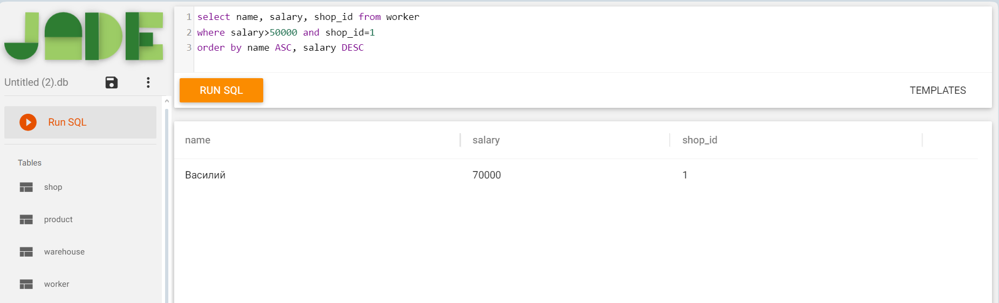 JADE
Untitled (2).db
Run SQL
Tables
shop
product
warehouse
worker
1 select name, salary, shop_id from worker
2 where salary>50000 and shop_id=1
3 order by name ASC, salary DESC
RUN SQL
TEMPLATES
name salary shop_id
Василий 70000 1